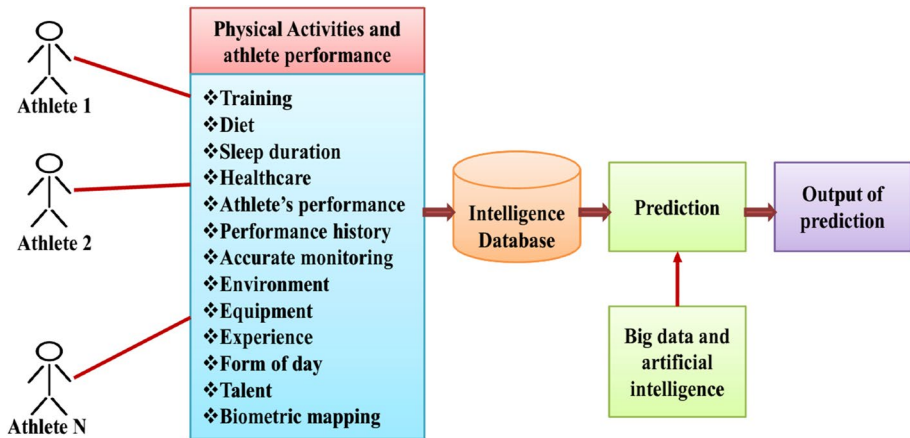 Athlete 1
Athlete 2
Athlete N
Physical Activities and
athlete performance
❖Training
❖Diet
❖Sleep duration
❖Healthcare
❖Athlete's performance
❖Performance history
❖Accurate monitoring
❖Environment
❖Equipment
❖Experience
❖Form of day
❖Talent
❖Biometric mapping
Intelligence
Database
Prediction
Big data and
artificial
intelligence
Output of
prediction